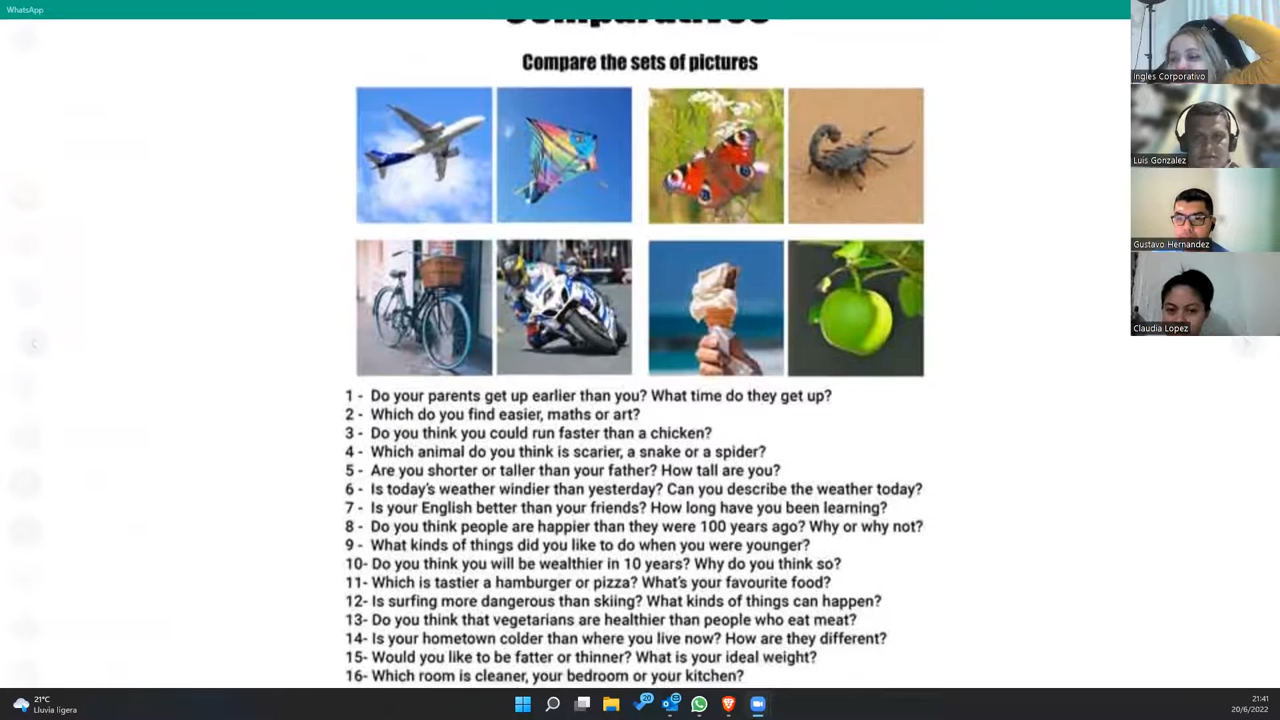 WhatsApp
Comparatives
Compare the sets of pictures
Ingles Corporativo
Luis Gonzalez
Gustavo Hernandez
Claudia Lopez
1 - Do your parents get up earlier than you? What time do they get up?
2 - Which do you find easier, maths or art?
3 - Do you think you could run faster than a chicken?
4 - Which animal do you think is scarier, a snake or a spider?
5 - Are you shorter or taller than your father? How tall are you?
6 - Is today's weather windier than yesterday? Can you describe the weather today?
7 - Is your English better than your friends? How long have you been learning?
8 - Do you think people are happier than they were 100 years ago? Why or why not?
9 - What kinds of things did you like to do when you were younger?
10- Do you think you will be wealthier in 10 years? Why do you think so?
11- Which is tastier a hamburger or pizza? What's your favourite food?
12- Is surfing more dangerous than skiing? What kinds of things can happen?
13- Do you think that vegetarians are healthier than people who eat meat?
14- Is your hometown colder than where you live now? How are they different?
15- Would you like to be fatter or thinner? What is your ideal weight?
16- Which room is cleaner, your bedroom or your kitchen?
21°C
Lluvia ligera
20
21:41
20/6/2022